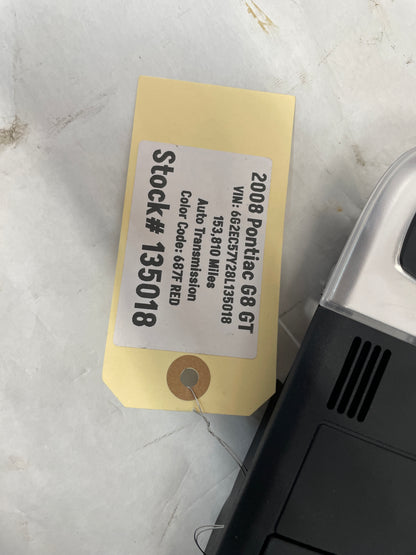 2008 Pontiac G8 GT
VIN: 6G2EC57Y28L135018
153,810 Miles
Auto Transmission
Color Code: 687F RED
Stock# 135018